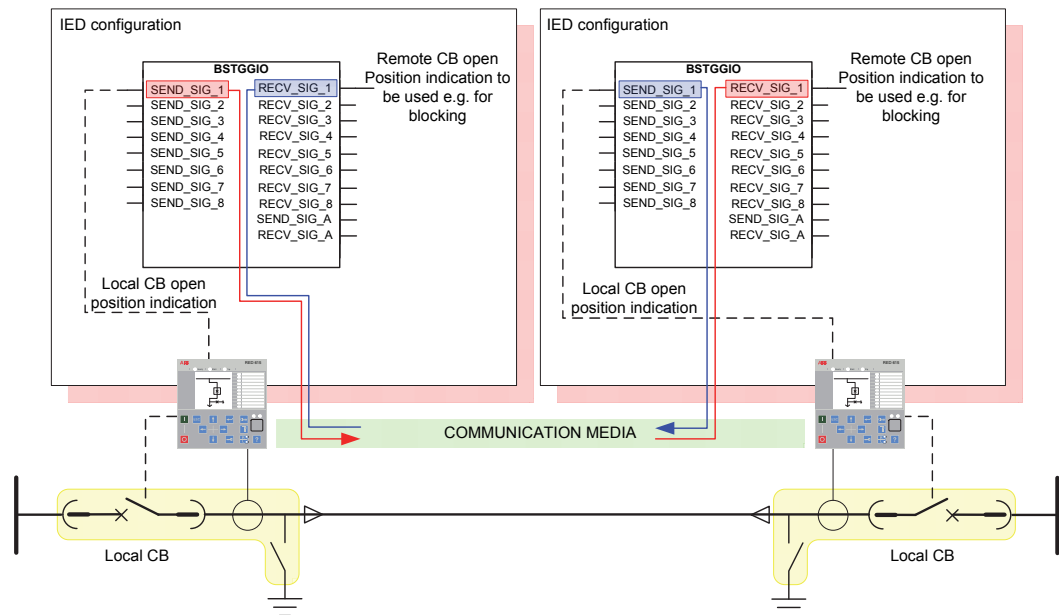 IED configuration
BSTGGIO
SEND_SIG_1
SEND_SIG_2
SEND_SIG_3
SEND_SIG_4
SEND_SIG_5
SEND_SIG_6
SEND_SIG_7
SEND_SIG_8
RECV_SIG_1
RECV_SIG_2
RECV_SIG_3
RECV_SIG_4
RECV_SIG_5
RECV_SIG_6
RECV_SIG_7
RECV_SIG_8
SEND_SIG_A
RECV_SIG_A
Remote CB open
Position indication to
be used e.g. for
blocking
Local CB open
position indication
IED configuration
BSTGGIO
SEND_SIG_1
SEND_SIG_2
SEND_SIG_3
SEND_SIG_4
SEND_SIG_5
SEND_SIG_6
SEND_SIG_7
SEND_SIG_8
RECV_SIG_1
RECV_SIG_2
RECV_SIG_3
RECV_SIG_4
RECV_SIG_5
RECV_SIG_6
RECV_SIG_7
RECV_SIG_8
SEND_SIG_A
RECV_SIG_A
Remote CB open
Position indication to
be used e.g. for
blocking
Local CB open
position indication
ABB
ABB
COMMUNICATION MEDIA
Local CB
Local CB